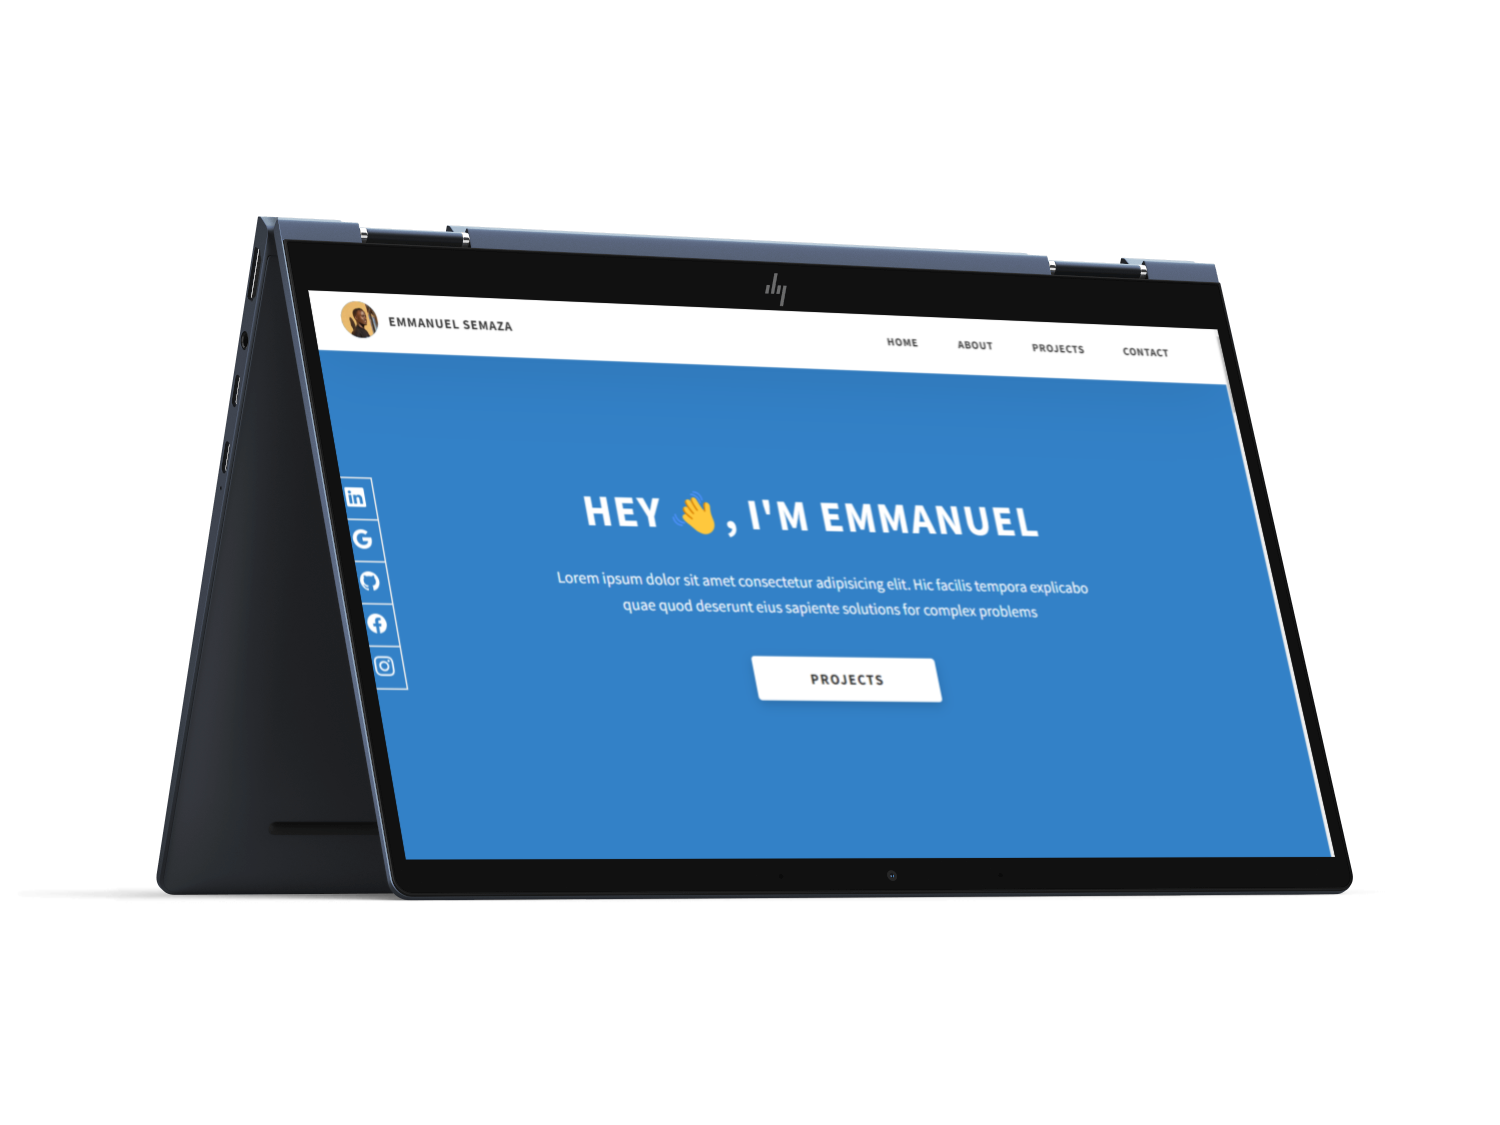 EMMANUEL SEMAZA
HOME ABOUT PROJECTS CONTACT
HEY 👋, I'M EMMANUEL
Lorem ipsum dolor sit amet consectetur adipisicing elit. Hic facilis tempora explicabo
quae quod deserunt eius sapiente solutions for complex problems
PROJECTS